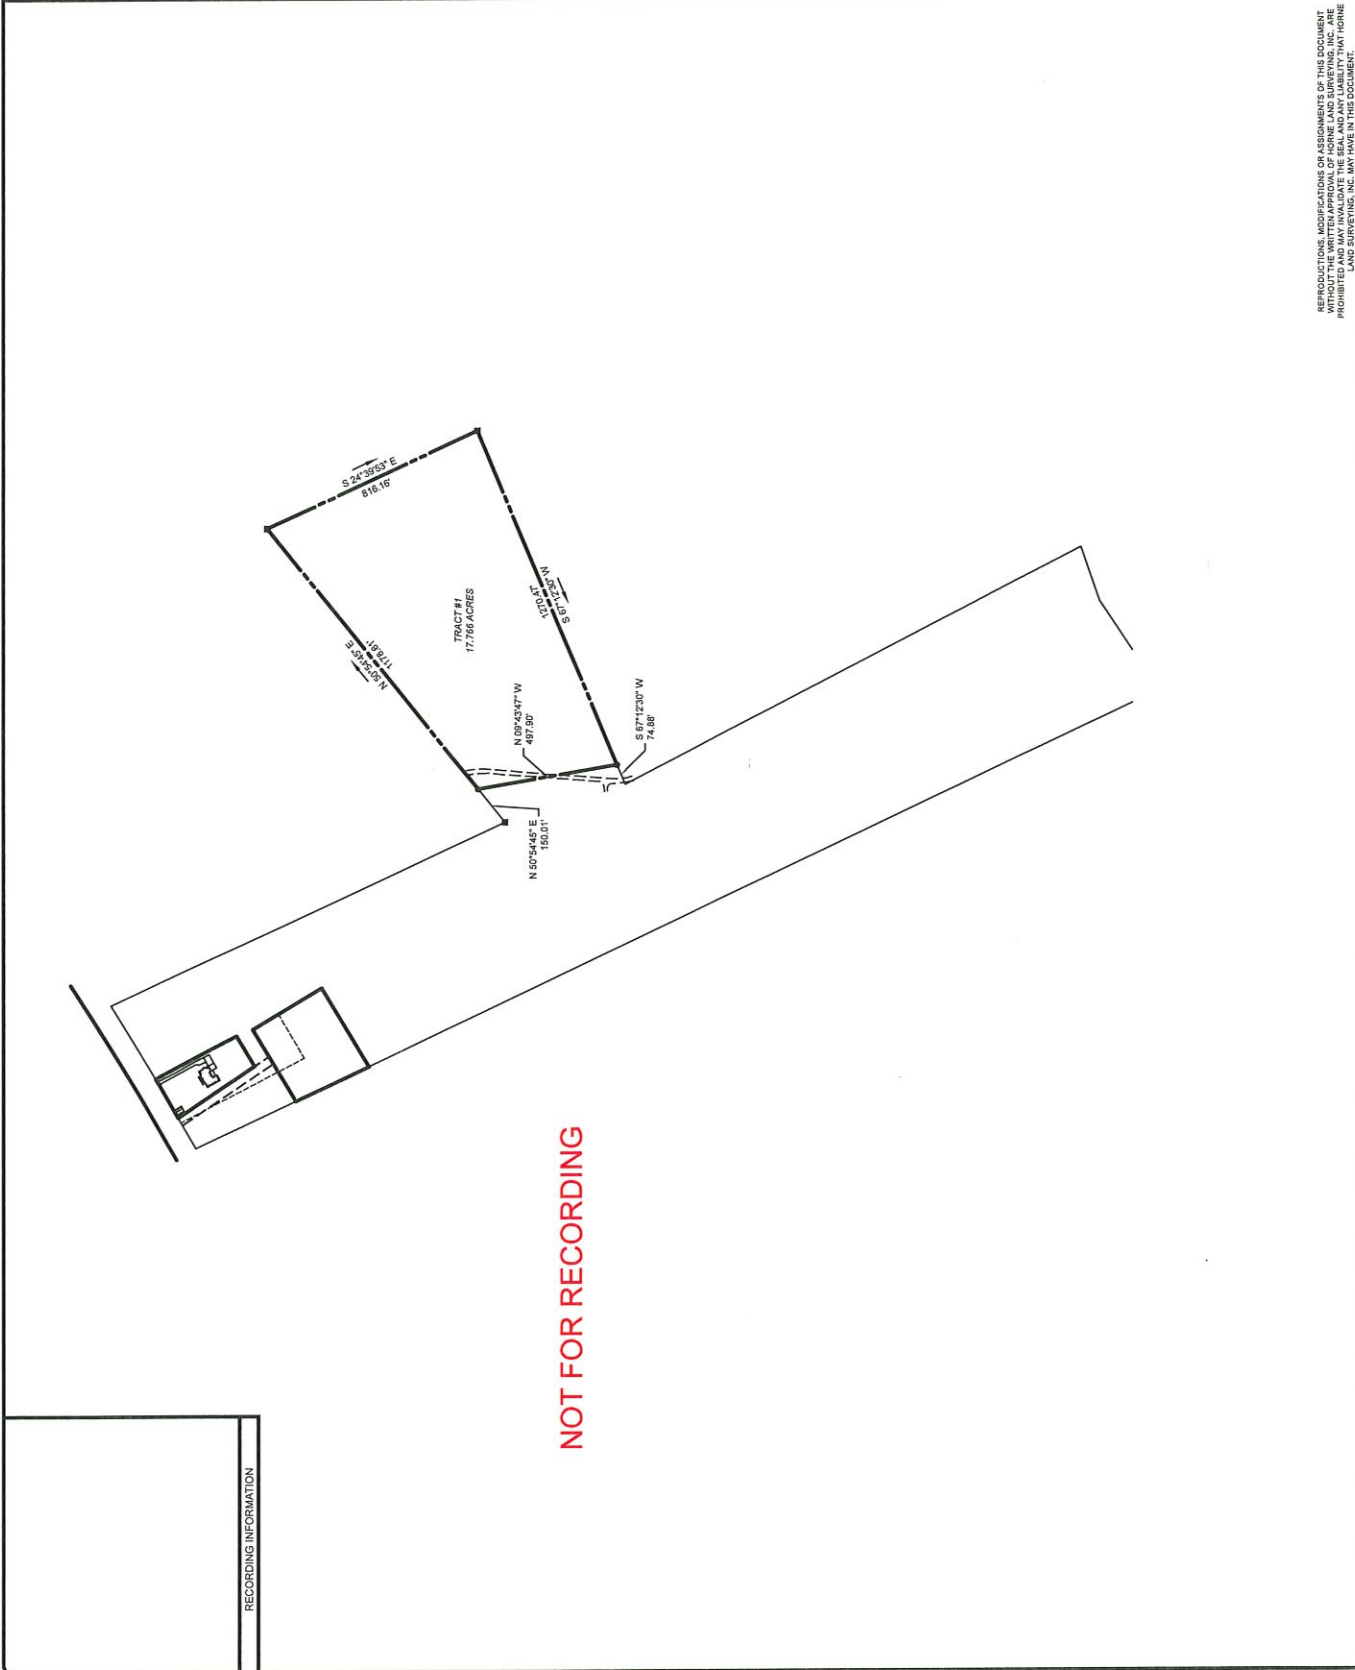 REPRODUCTIONS, MODIFICATIONS OR ASSIGNMENTS OF THIS DOCUMENT
WITHOUT THE WRITTEN APPROVAL OF HORNE LAND SURVEYING, INC. ARE
PROHIBITED AND MAY INVALIDATE THE SEAL AND ANY LIABILITY THAT HORNE
LAND SURVEYING, INC. MAY HAVE IN THIS DOCUMENT.
S 24°39'53" E
816.16'
N 50°54'45" E
1178.61'
TRACT #1
17.766 ACRES
1270.47'
S 67°12'30" W
N 09°43'47" W
497.90'
S 67°12'30" W
74.88'
N 50°54'45" E
150.01'
NOT FOR RECORDING
RECORDING INFORMATION